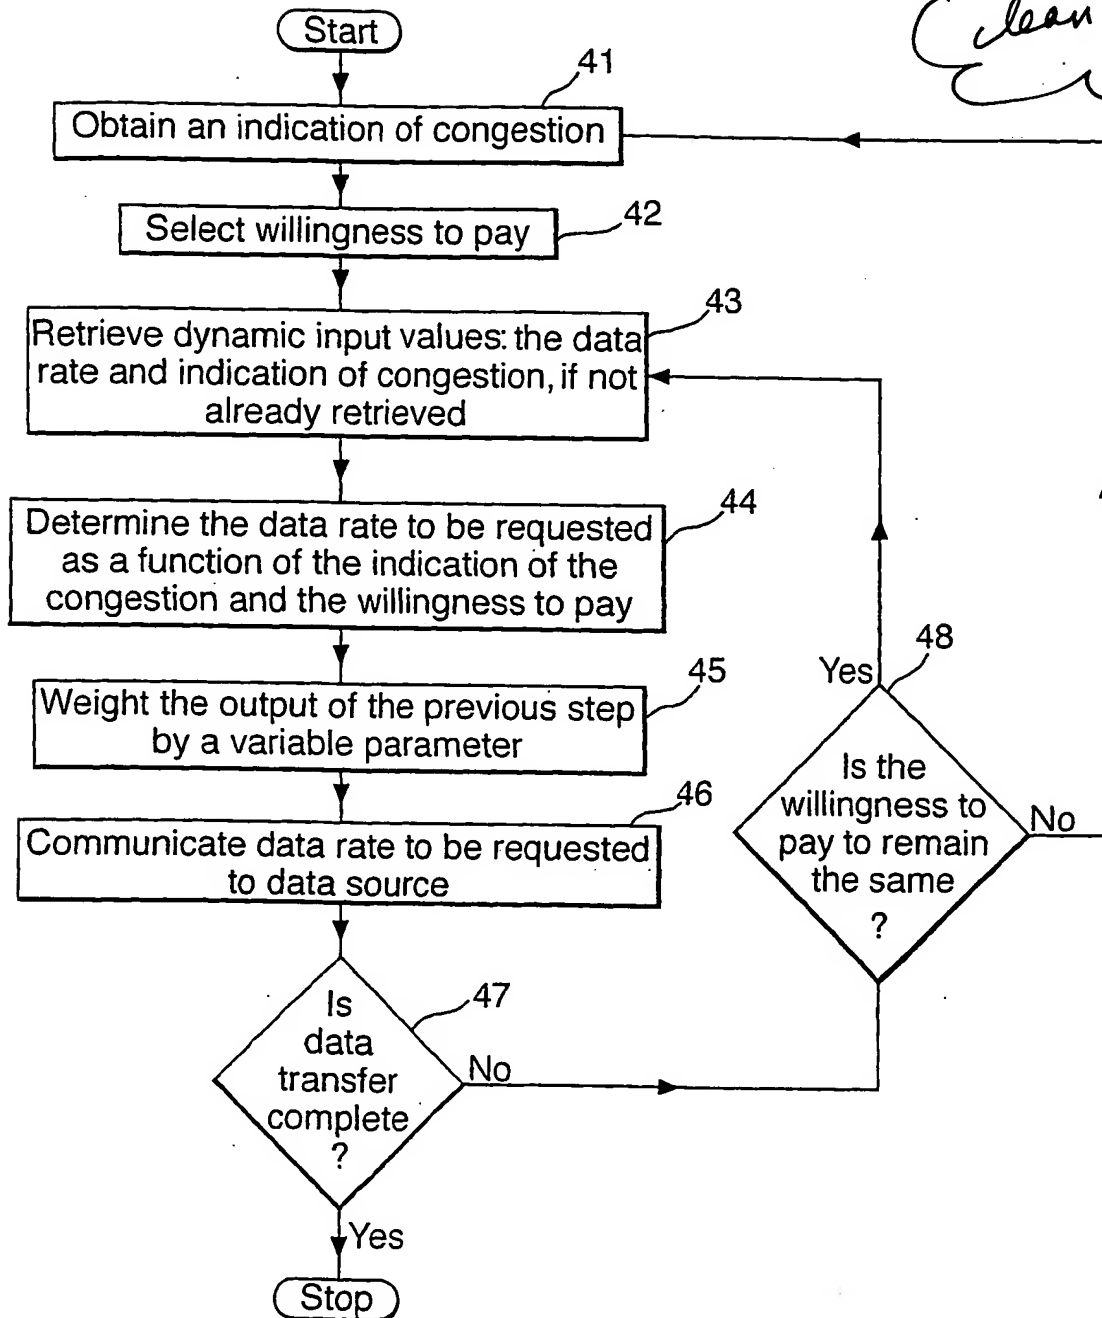 Start
41
Obtain an indication of congestion
Select willingness to pay
42
43
Retrieve dynamic input values: the data
rate and indication of congestion, if not
already retrieved
44
Determine the data rate to be requested
as a function of the indication of the
congestion and the willingness to pay
45
Weight the output of the previous step
by a variable parameter
46
Communicate data rate to be requested
to data source
47
Is
data
transfer
complete
?
No
Yes
Stop
48
Yes
Is the
willingness to
pay to remain
the same
?
No